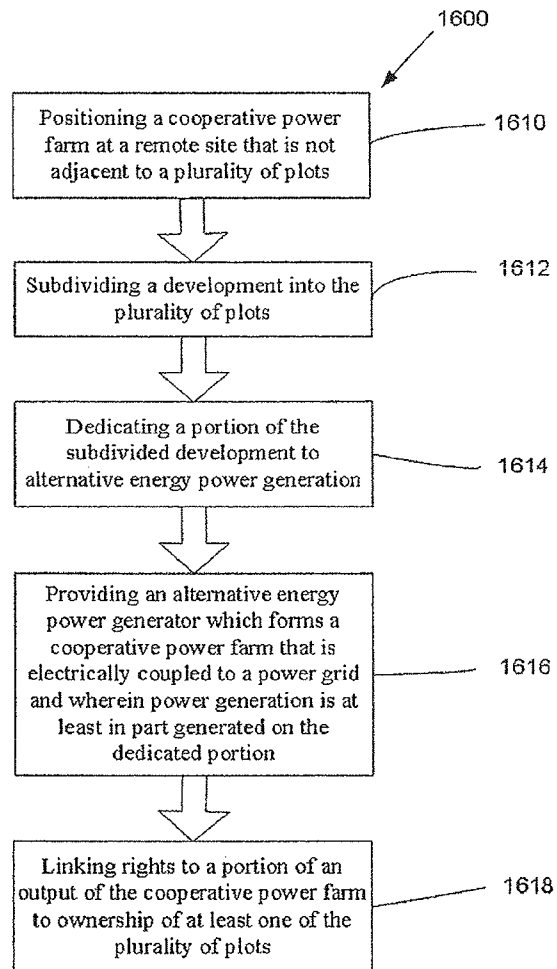 1600
Positioning a cooperative power
farm at a remote site that is not
adjacent to a plurality of plots
1610
Subdividing a development into the
plurality of plots
1612
Dedicating a portion of the
subdivided development to
alternative energy power generation
1614
Providing an alternative energy
power generator which forms a
cooperative power farm that is
electrically coupled to a power grid
and wherein power generation is at
least in part generated on the
dedicated portion
1616
Linking rights to a portion of an
output of the cooperative power farm
to ownership of at least one of the
plurality of plots
1618